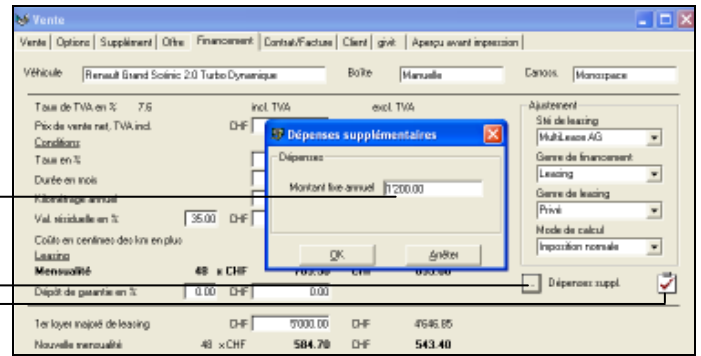 Vente
Vente Options Supplément Offre Financement Contrat/Facture Client givit Aperçu avant impression
Véhicule Renault Grand Scénic 2.0 Turbo Dynamique Boîte Manuelle Carross. Monospace
Taux de TVA en % 7.6 incl. TVA excl. TVA Ajustement
Prix de vente net, TVA incl. CHF Sté de leasing
Conditions MultiLease AG
Taux en % Genre de financement
Durée en mois Leasing
Kilométrage annuel Genre de leasing
Val. résiduelle en % 35.00 CHF Privé
Coûts en centimes des km en plus Mode de calcul
Leasing Imposition normale
Mensualité 48 x CHF CHF
Dépôt de garantie en % 0.00 CHF 0.00 ... Dépenses suppl.
1er loyer majoré de leasing CHF 5'000.00 CHF 4'646.85
Nouvelle mensualité 48 x CHF 584.70 CHF 543.40
Dépenses supplémentaires
Dépenses
Montant fixe annuel 1'200.00
OK Arrêter